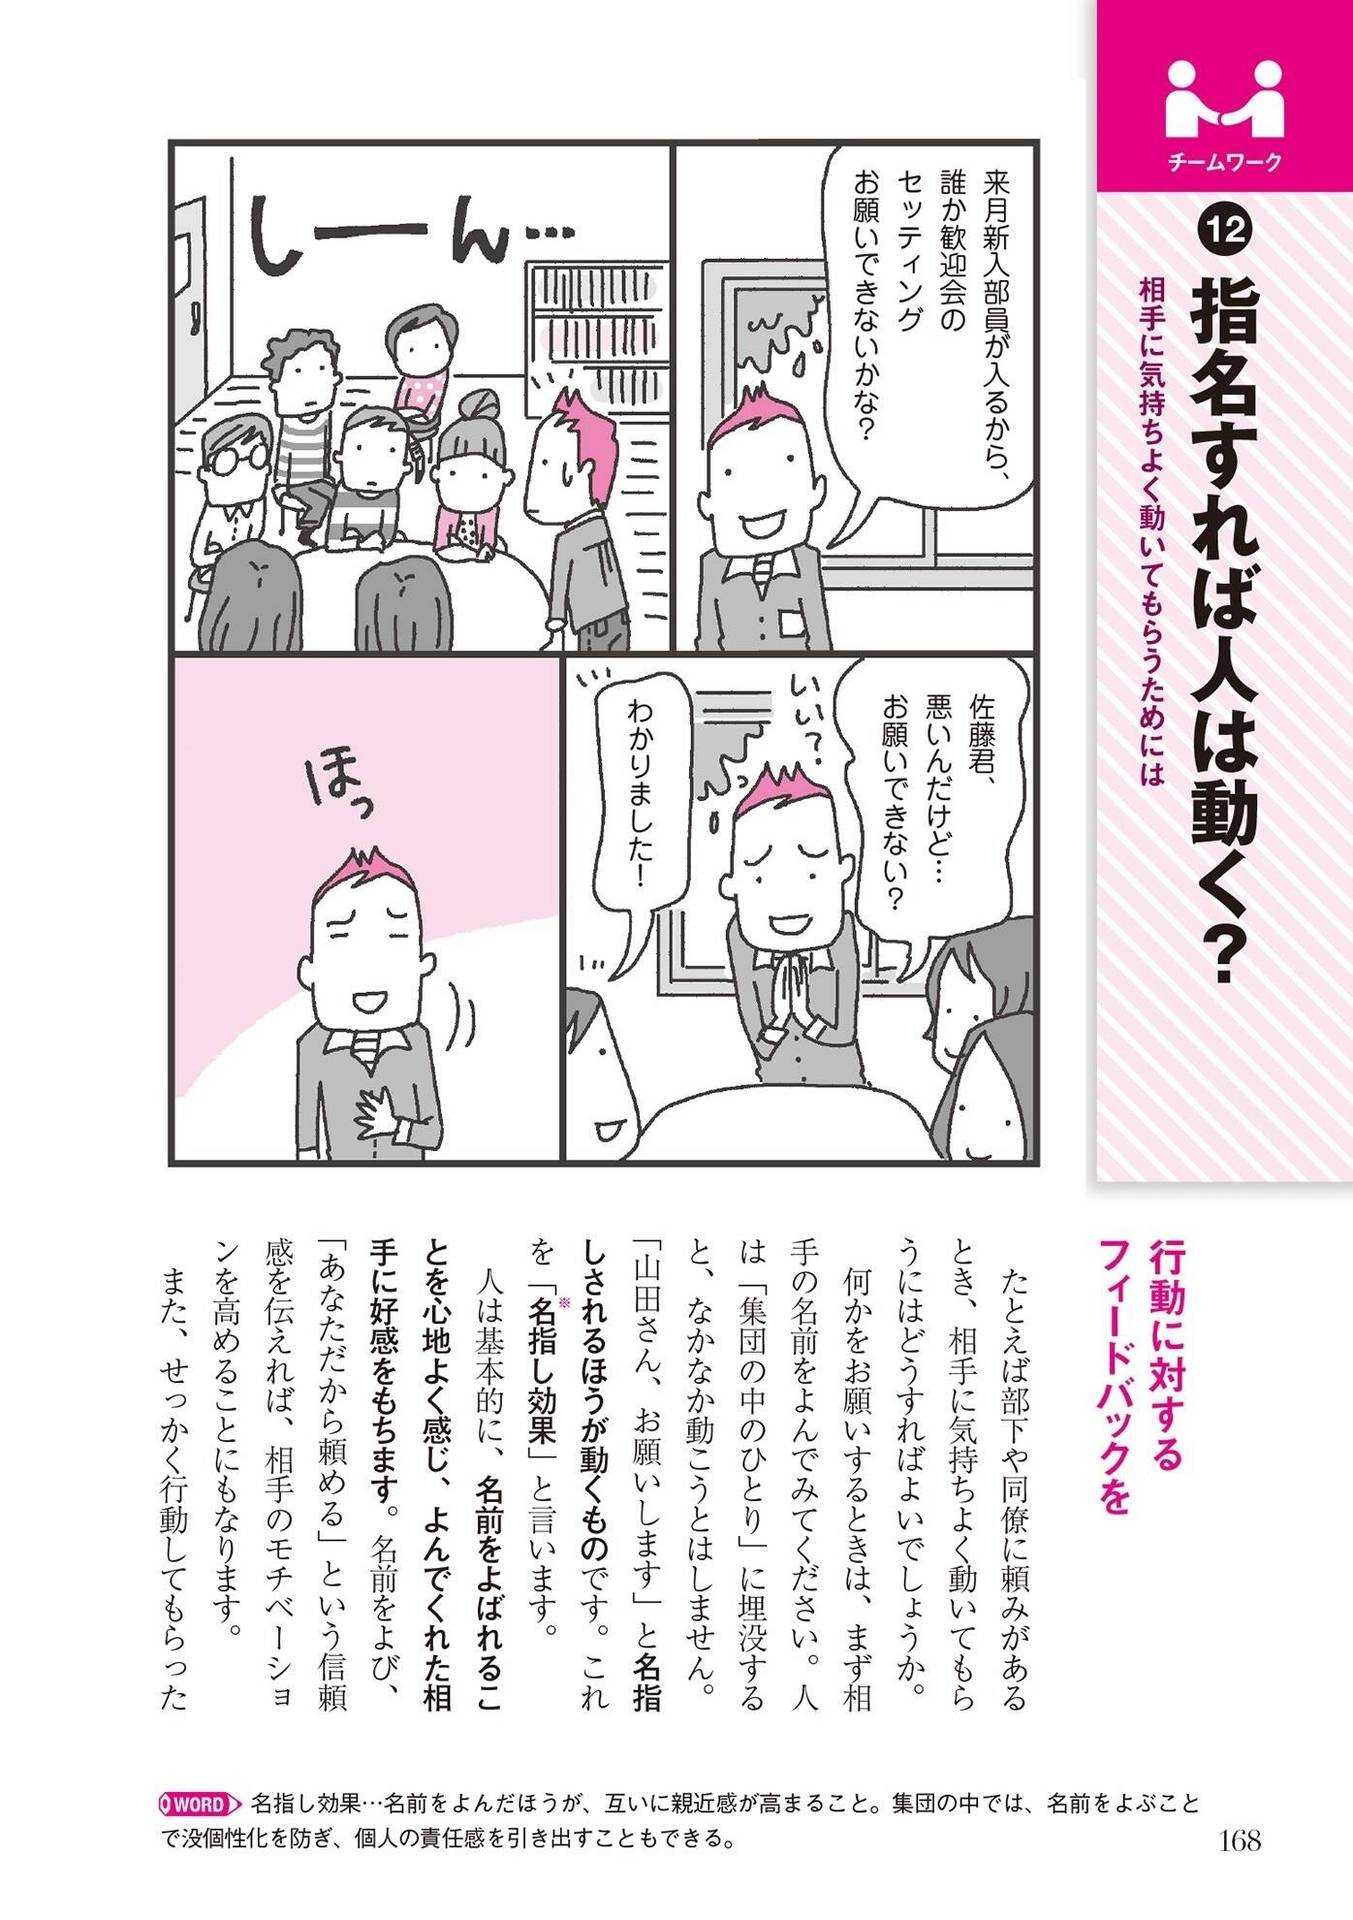 チームワーク
12
指名すれば人は動く?
相手に気持ちよく動いてもらうためには
来月新入部員が入るから、
誰か歓迎会の
セッティング
お願いできないかな?
しーーん…
佐藤君、
悪いんだけど…
お願いできない?
いい?
わかりました!
ほっ
行動に対する
フィードバックを
たとえば部下や同僚に頼みがある
とき、相手に気持ちよく動いてもら
うにはどうすればよいでしょうか。
何かをお願いするときは、まず相
手の名前をよんでみてください。人
は「集団の中のひとり」に埋没する
と、なかなか動こうとはしません。
「山田さん、お願いします」と名指
しされるほうが動くものです。これ
を「名指し効果」と言います。
※
人は基本的に、名前をよばれるこ
とを心地よく感じ、よんでくれた相
手に好感をもちます。名前をよび、
「あなただから頼める」という信頼
感を伝えれば、相手のモチベーショ
ンを高めることにもなります。
また、せっかく行動してもらった
WORD 名指し効果…名前をよんだほうが、互いに親近感が高まること。集団の中では、名前をよぶこと
で没個性化を防ぎ、個人の責任感を引き出すこともできる。
168